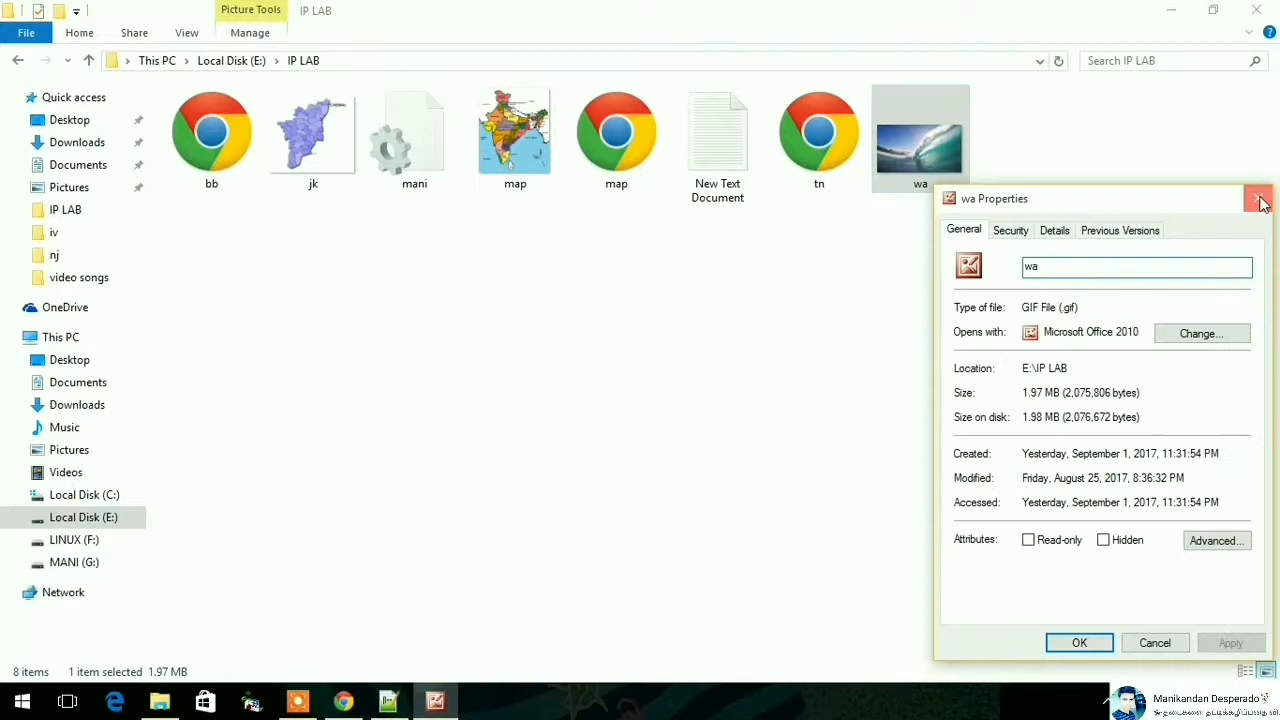 Picture Tools
IP LAB
File
Home
Share
View
Manage
This PC
Local Disk (E:)
IP LAB
Search IP LAB
Quick access
Desktop
Downloads
Documents
Pictures
IP LAB
iv
nj
video songs
OneDrive
This PC
Desktop
Documents
Downloads
Music
Pictures
Videos
Local Disk (C:)
Local Disk (E:)
LINUX (F:)
MANI (G:)
Network
bb
jk
mani
map
map
New Text
Document
tn
wa
wa Properties
General
Security
Details
Previous Versions
wa
Type of file:
GIF File (.gif)
Opens with:
Microsoft Office 2010
Change...
Location:
E:\IP LAB
Size:
1.97 MB (2,075,806 bytes)
Size on disk:
1.98 MB (2,076,672 bytes)
Created:
Yesterday, September 1, 2017, 11:31:54 PM
Modified:
Friday, August 25, 2017, 8:36:32 PM
Accessed:
Yesterday, September 1, 2017, 11:31:54 PM
Attributes:
Read-only
Hidden
Advanced...
OK
Cancel
Apply
8 items
1 item selected 1.97 MB
Manikandan Desperado